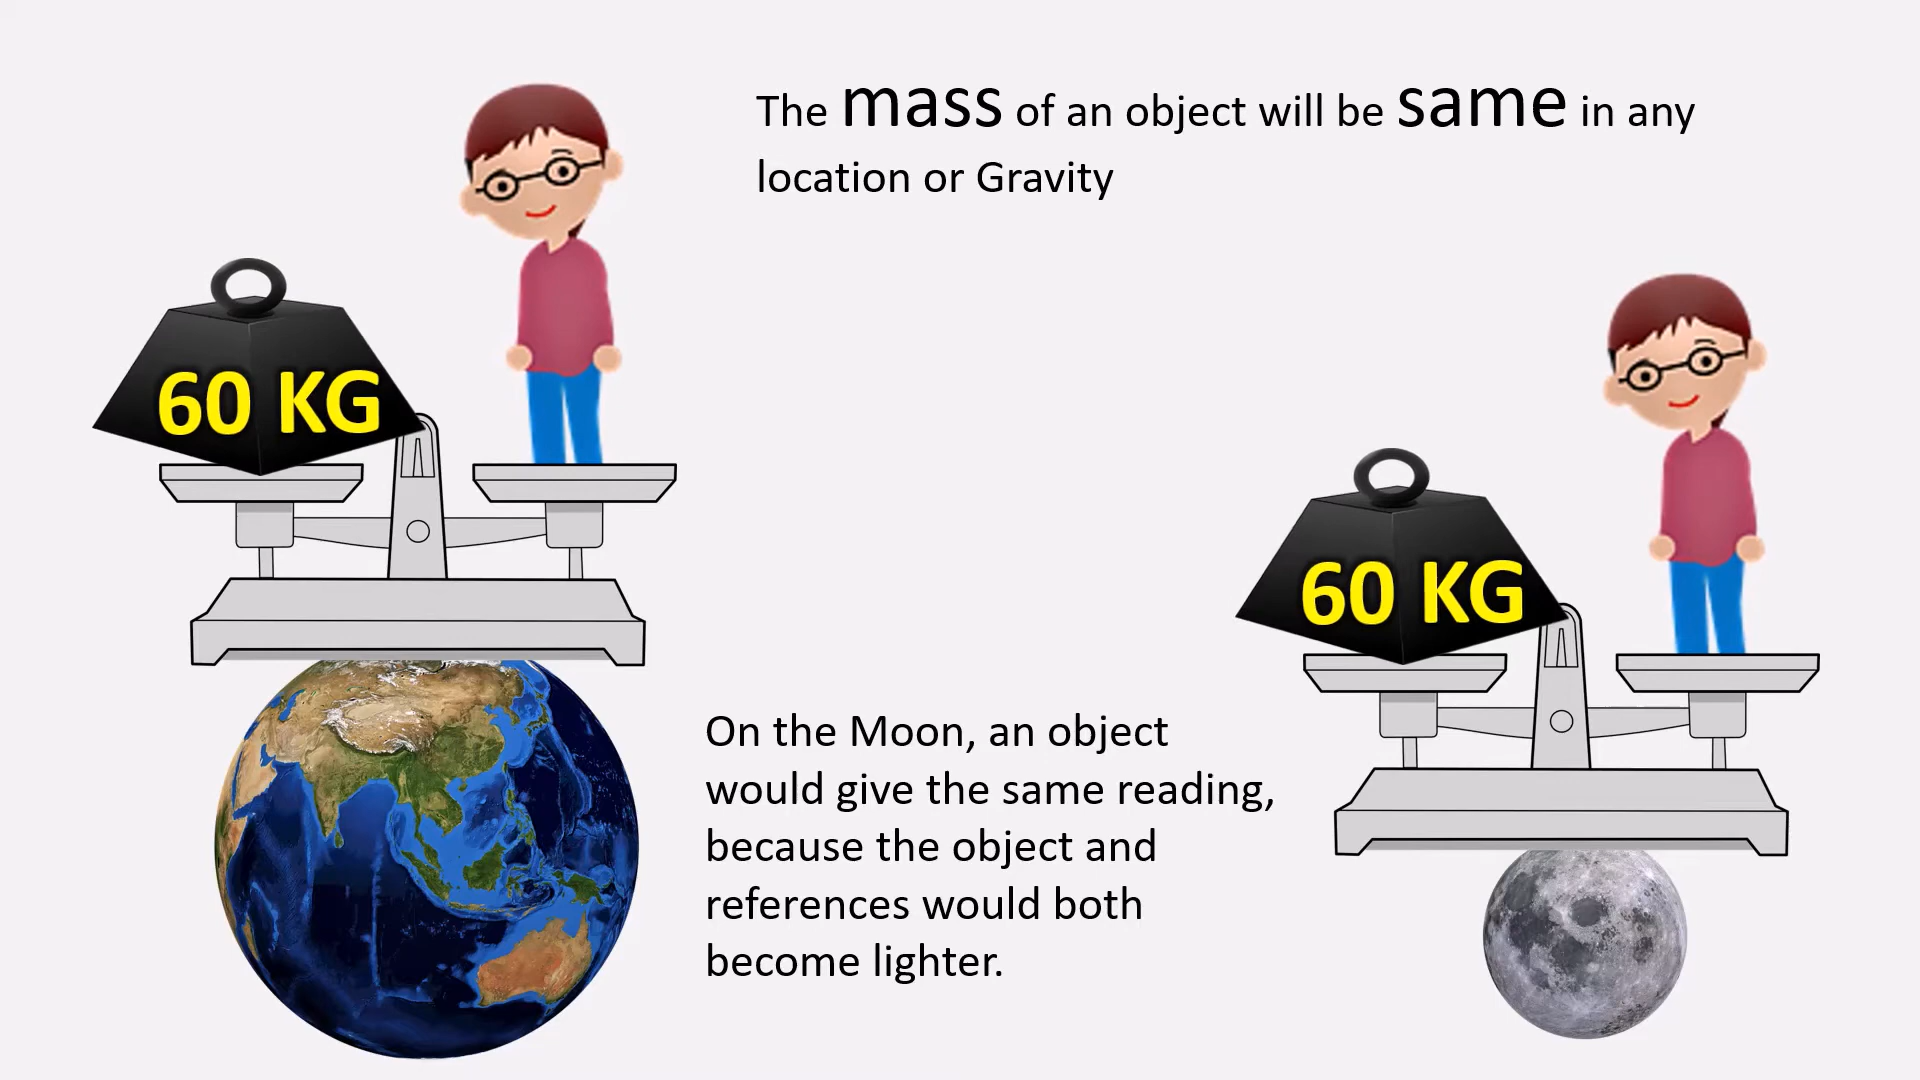 The mass of an object will be same in any
location or Gravity
60 KG
60 KG
On the Moon, an object
would give the same reading,
because the object and
references would both
become lighter.